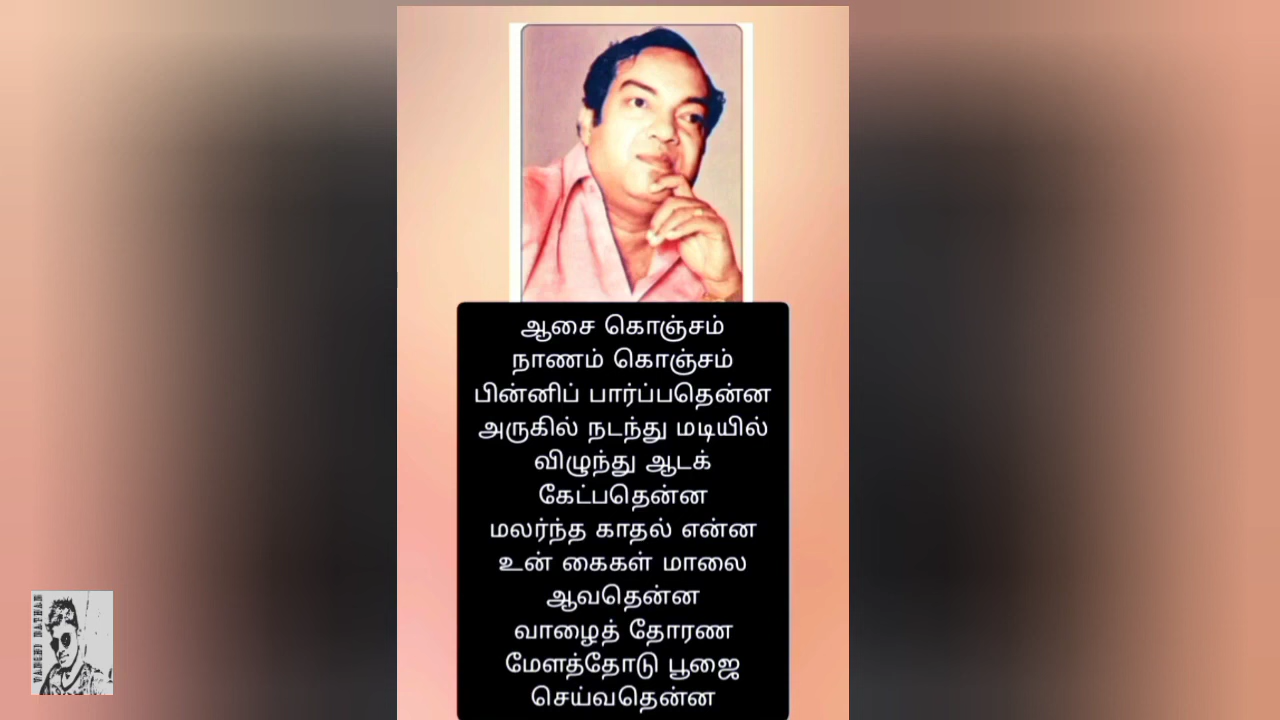 ஆசை கொஞ்சம்
நாணம் கொஞ்சம்
பின்னிப் பார்ப்பதென்ன
அருகில் நடந்து மடியில்
விழுந்து ஆடக்
கேட்பதென்ன
மலர்ந்த காதல் என்ன
உன் கைகள் மாலை
ஆவதென்ன
வாழைத் தோரண
மேளத்தோடு பூஜை
செய்வதென்ன